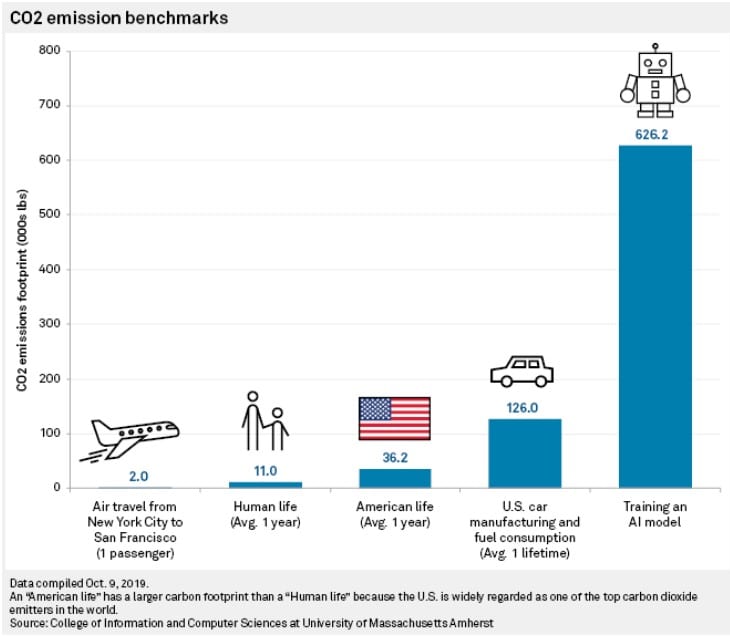 CO2 emission benchmarks
CO2 emissions footprint (000s lbs)
800
700
600
500
400
300
200
100
0
2.0
11.0
36.2
126.0
626.2
Air travel from
New York City to
San Francisco
(1 passenger)
Human life
(Avg. 1 year)
American life
(Avg. 1 year)
U.S. car
manufacturing and
fuel consumption
(Avg. 1 lifetime)
Training an
AI model
Data compiled Oct. 9, 2019.
An "American life" has a larger carbon footprint than a "Human life" because the U.S. is widely regarded as one of the top carbon dioxide
emitters in the world.
Source: College of Information and Computer Sciences at University of Massachusetts Amherst